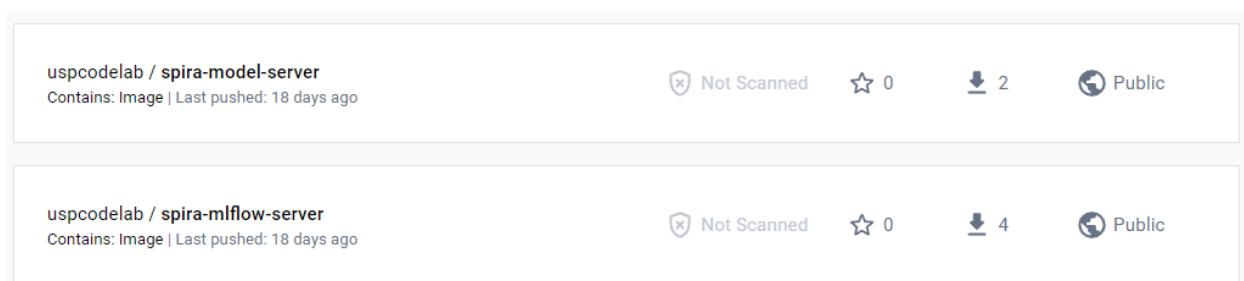 uspcodelab / spira-model-server
Not Scanned 0 2 Public
Contains: Image | Last pushed: 18 days ago
uspcodelab / spira-mlflow-server
Not Scanned 0 4 Public
Contains: Image | Last pushed: 18 days ago